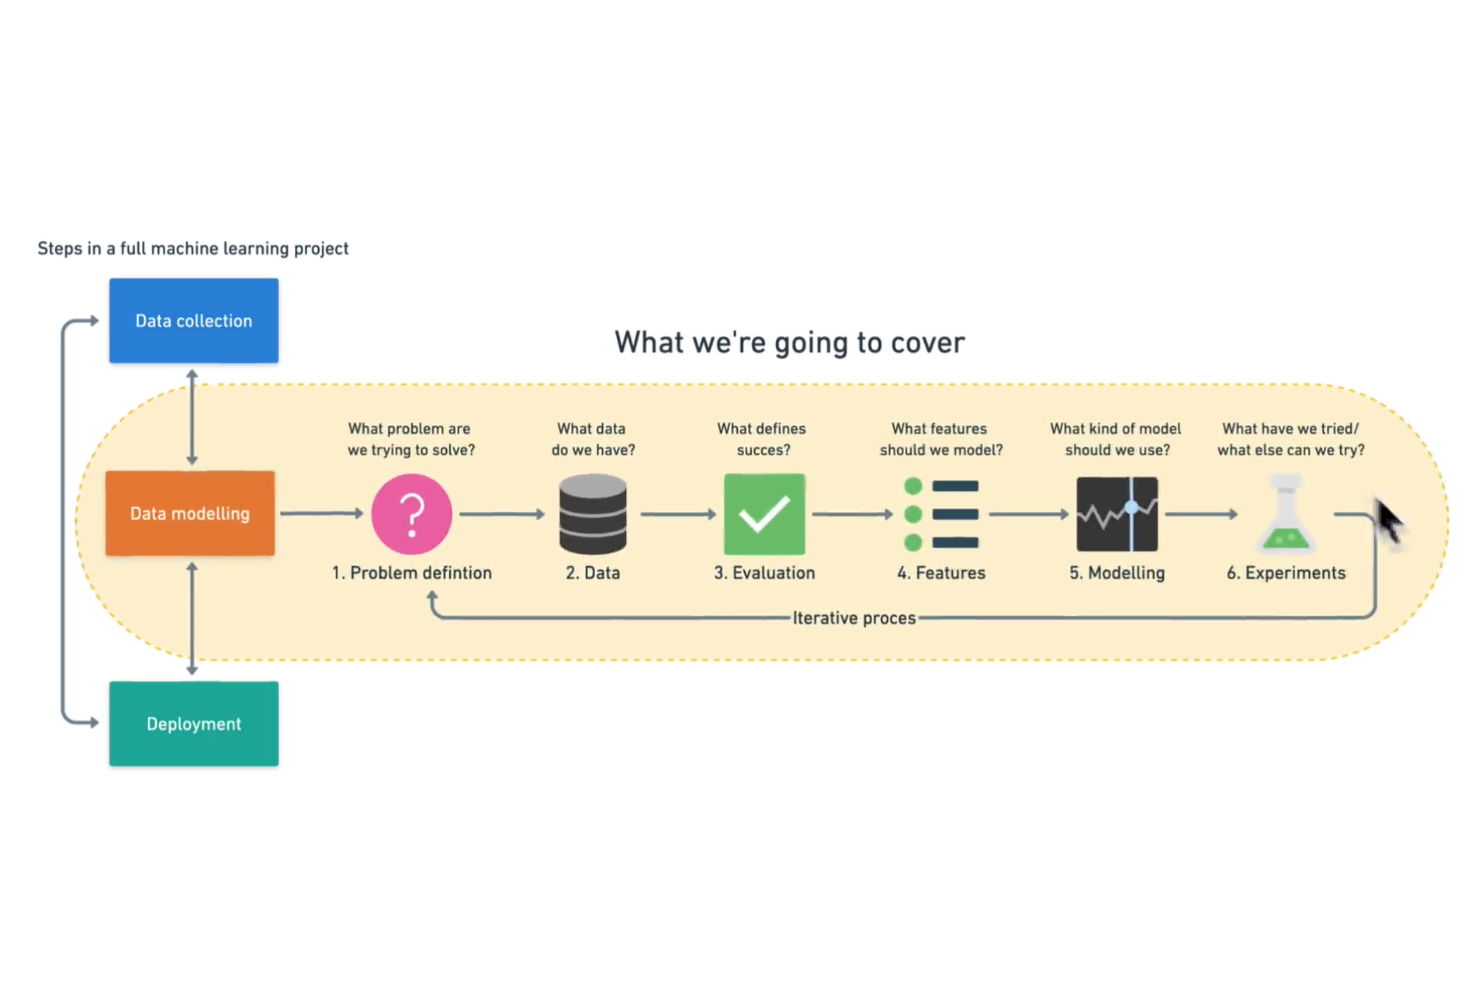 Steps in a full machine learning project
Data collection
What we're going to cover
What problem are
we trying to solve?
What data
do we have?
What defines
succes?
What features
should we model?
What kind of model
should we use?
What have we tried/
what else can we try?
Data modelling
?
1. Problem defintion
2. Data
3. Evaluation
4. Features
5. Modelling
6. Experiments
Iterative proces
Deployment